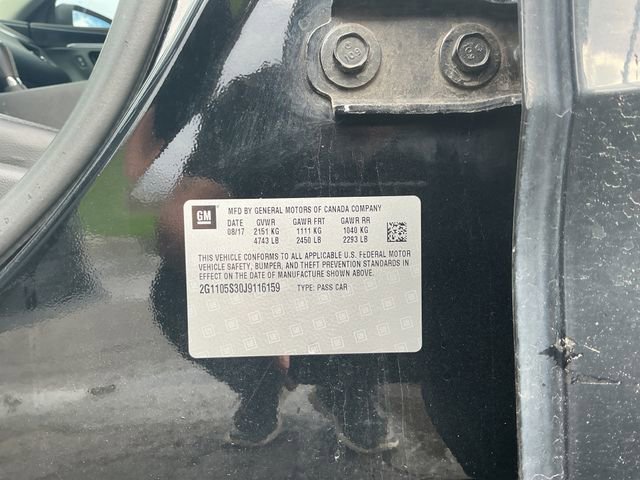 GM
MFD BY GENERAL MOTORS OF CANADA COMPANY
DATE GVWR GAWR FRT GAWR RR
08/17 2151 KG 1111 KG 1040 KG
4743 LB 2450 LB 2293 LB
THIS VEHICLE CONFORMS TO ALL APPLICABLE U.S. FEDERAL MOTOR
VEHICLE SAFETY, BUMPER, AND THEFT PREVENTION STANDARDS IN
EFFECT ON THE DATE OF MANUFACTURE SHOWN ABOVE.
2G1105S30J9116159 TYPE: PASS CAR